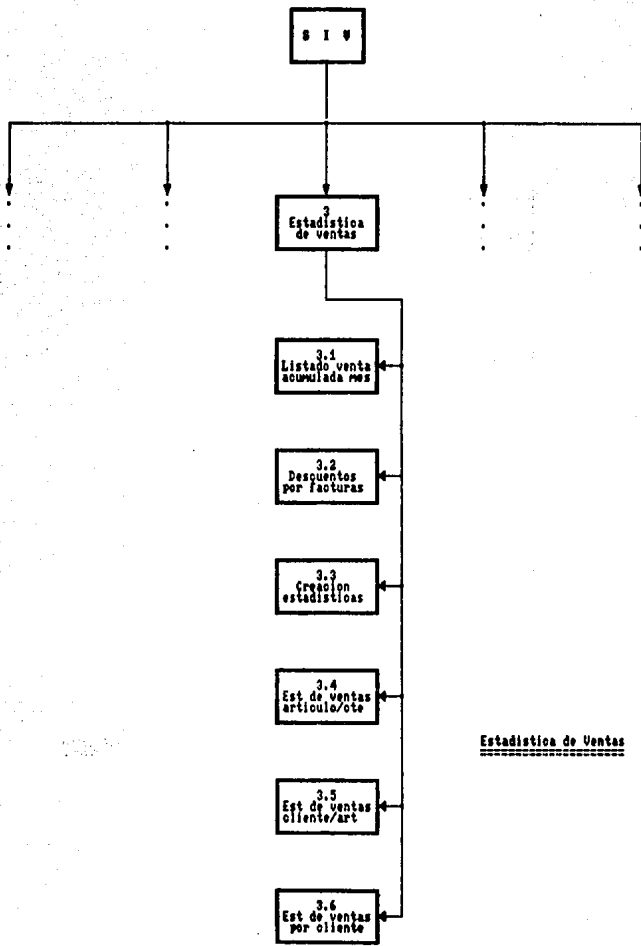 S I V
3
Estadistica
de ventas
3.1
Listado venta
acumulada mes
3.2
Descuentos
por facturas
3.3
Creacion
estadisticas
3.4
Est de ventas
articulo/cte
3.5
Est de ventas
cliente/art
3.6
Est de ventas
por cliente
Estadistica de Ventas